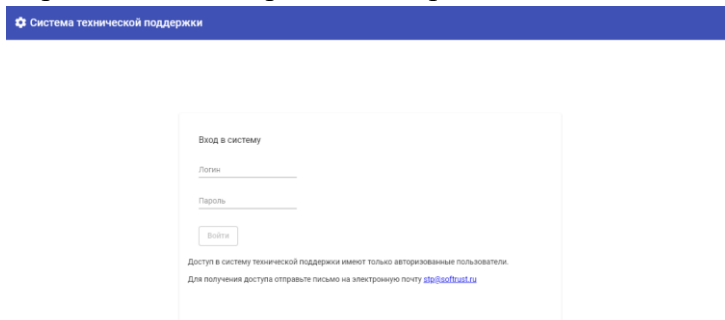 Система технической поддержки
Вход в систему
Логин
Пароль
Войти
Доступ в систему технической поддержки имеют только авторизованные пользователи.
Для получения доступа отправьте письмо на электронную почту stp@softrust.ru